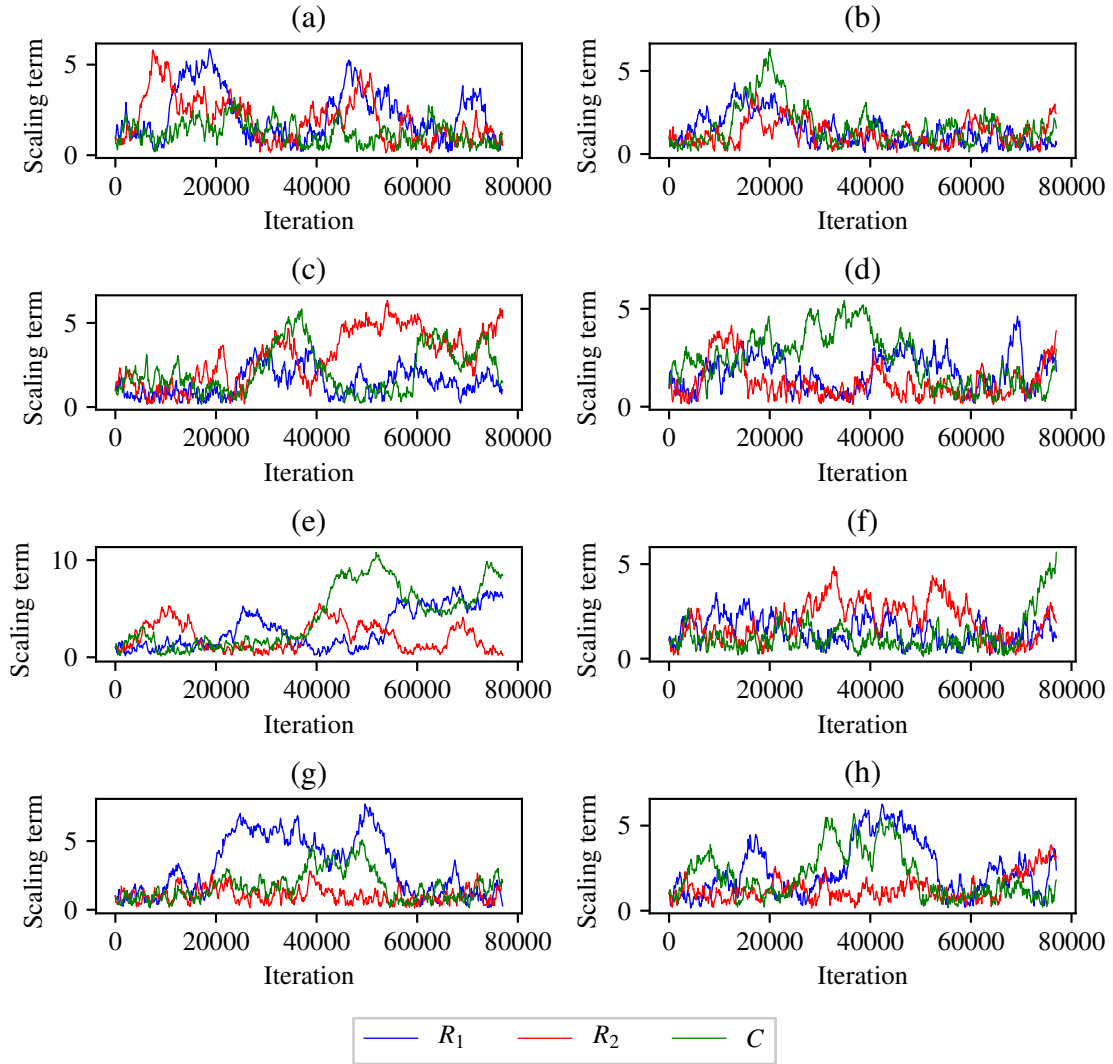 (a) (b)
Scaling term
5
0
0 20000 40000 60000 80000
Iteration
Scaling term
5
0
0 20000 40000 60000 80000
Iteration
(c) (d)
Scaling term
5
0
0 20000 40000 60000 80000
Iteration
Scaling term
5
0
0 20000 40000 60000 80000
Iteration
(e) (f)
Scaling term
10
5
0
0 20000 40000 60000 80000
Iteration
Scaling term
5
0
0 20000 40000 60000 80000
Iteration
(g) (h)
Scaling term
5
0
0 20000 40000 60000 80000
Iteration
Scaling term
5
0
0 20000 40000 60000 80000
Iteration
R₁ R₂ C